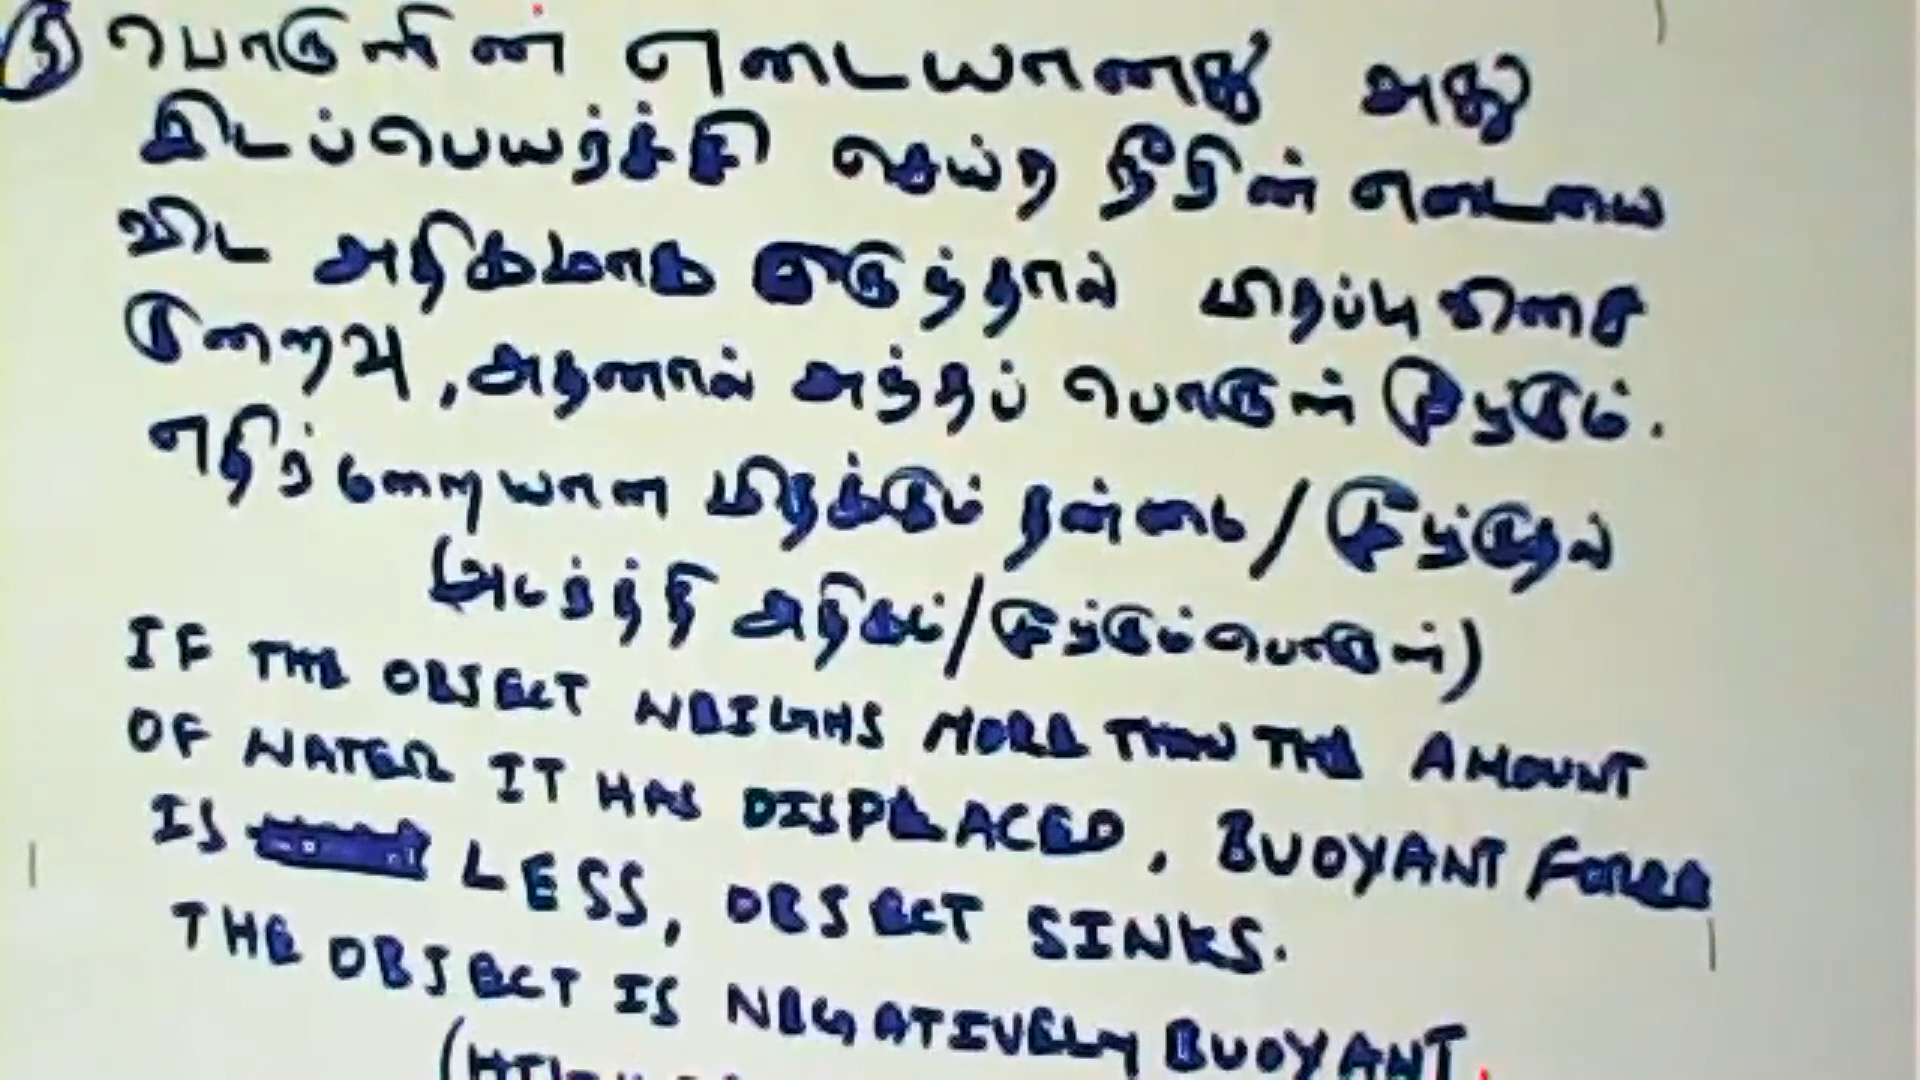 பொருளின் எடையானது அது
இடப்பெயர்ச்சி செய்த நீரின் எடையை
விட அதிகமாக இருந்தால் மிதப்பு விசை
குறைவு, அதனால் அந்தப் பொருள் மூழ்கும்.
எதிர்மறையான மிதக்கும் தன்மை/மூழ்குதல்
(அடர்த்தி அதிகம்/மூழ்கும் பொருள்)
IF THE OBJECT WEIGHS MORE THAN THE AMOUNT
OF WATER IT HAS DISPLACED, BUOYANT FORCE
IS LESS, OBJECT SINKS.
THE OBJECT IS NEGATIVELY BUOYANT.